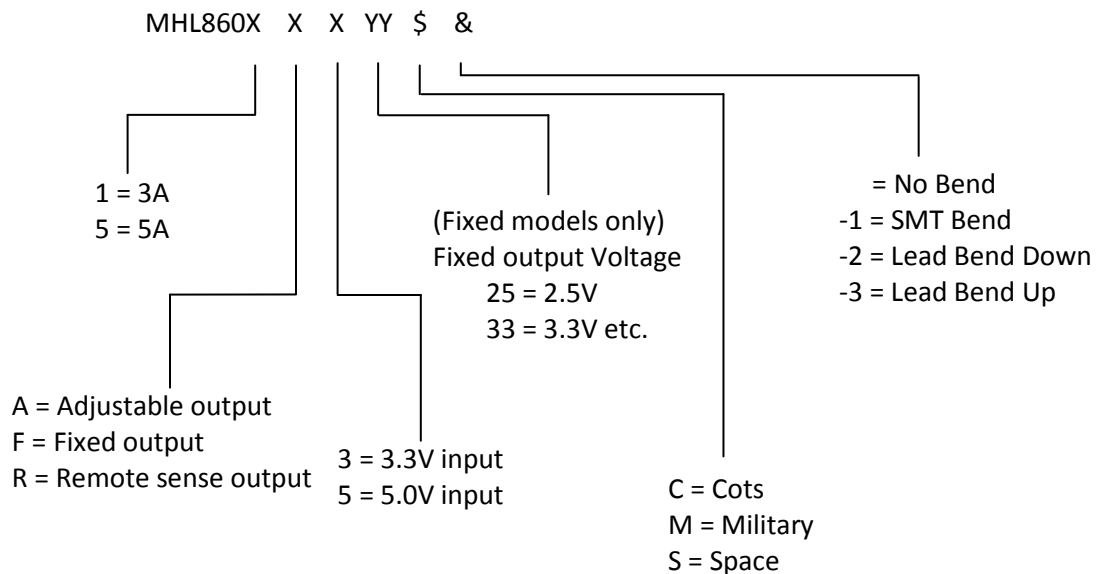 MHL860X X X YY $ &
1 = 3A
5 = 5A
(Fixed models only)
Fixed output Voltage
25 = 2.5V
33 = 3.3V etc.
= No Bend
-1 = SMT Bend
-2 = Lead Bend Down
-3 = Lead Bend Up
A = Adjustable output
F = Fixed output
R = Remote sense output
3 = 3.3V input
5 = 5.0V input
C = Cots
M = Military
S = Space